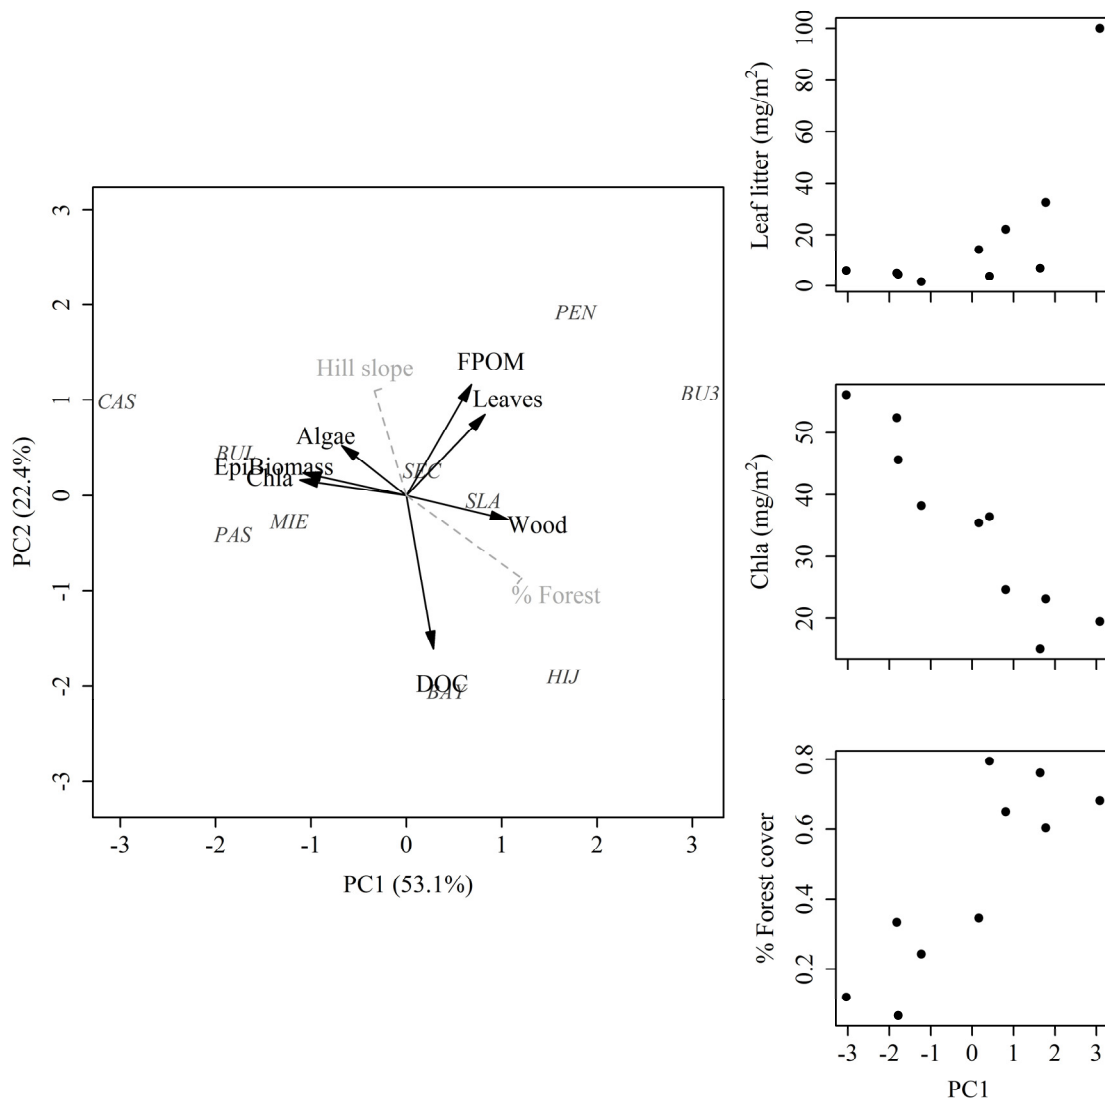 3
2
1
0
-1
-2
-3
PC2 (22.4%)
PEN
FPOM
Hill slope
BU3
Leaves
CAS
Algae
BUL
EpiBiomass
SEC
Chla
SLA
MIE
Wood
PAS
% Forest
HIJ
DOC
BAY
-3 -2 -1 0 1 2 3
PC1 (53.1%)
Leaf litter (mg/m²)
100
80
60
40
20
0
Chla (mg/m²)
50
40
30
20
% Forest cover
0.8
0.6
0.4
0.2
-3 -2 -1 0 1 2 3
PC1